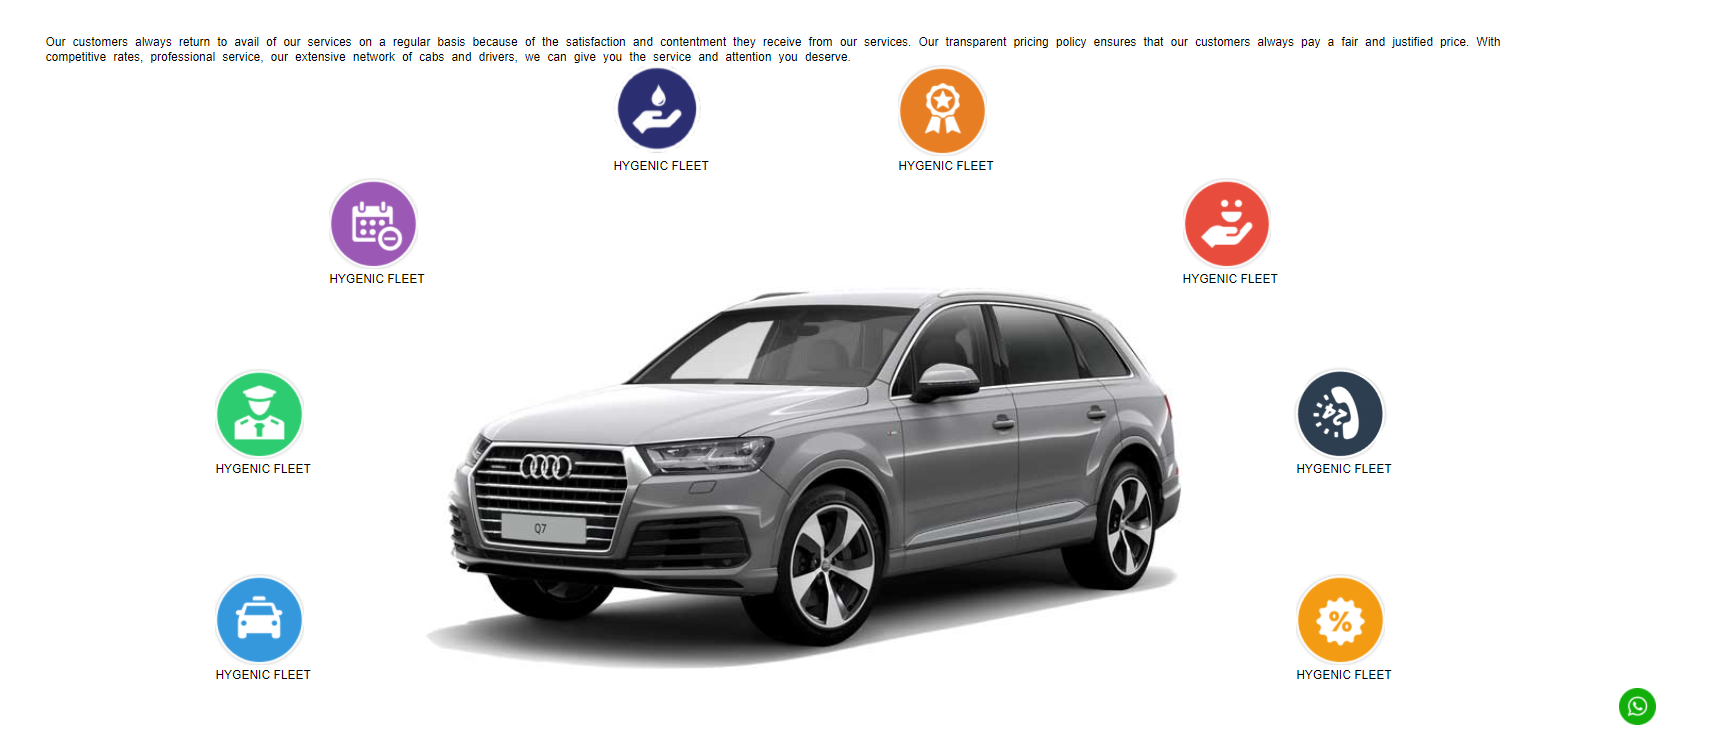 Our customers always return to avail of our services on a regular basis because of the satisfaction and contentment they receive from our services. Our transparent pricing policy ensures that our customers always pay a fair and justified price. With
competitive rates, professional service, our extensive network of cabs and drivers, we can give you the service and attention you deserve.
HYGENIC FLEET
HYGENIC FLEET
HYGENIC FLEET
HYGENIC FLEET
HYGENIC FLEET
24
HYGENIC FLEET
Q7
%
HYGENIC FLEET
HYGENIC FLEET